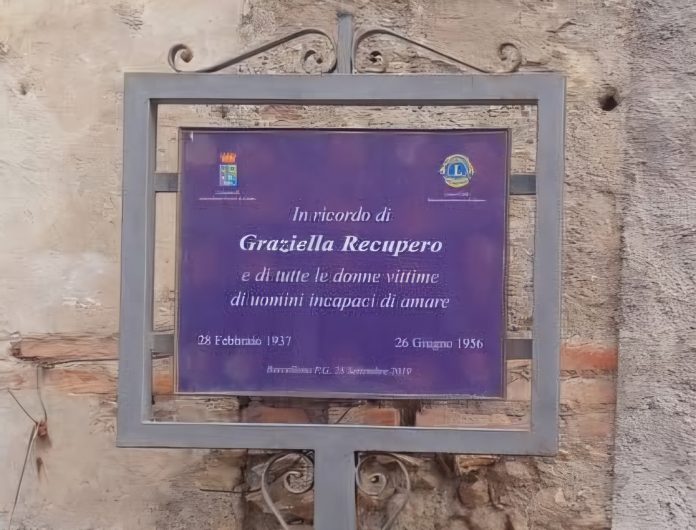 In ricordo di
Graziella Recupero
e di tutte le donne vittime
di uomini incapaci di amare
28 Febbraio 1937 26 Giugno 1956
Barcellona P.G. 28 Settembre 2019